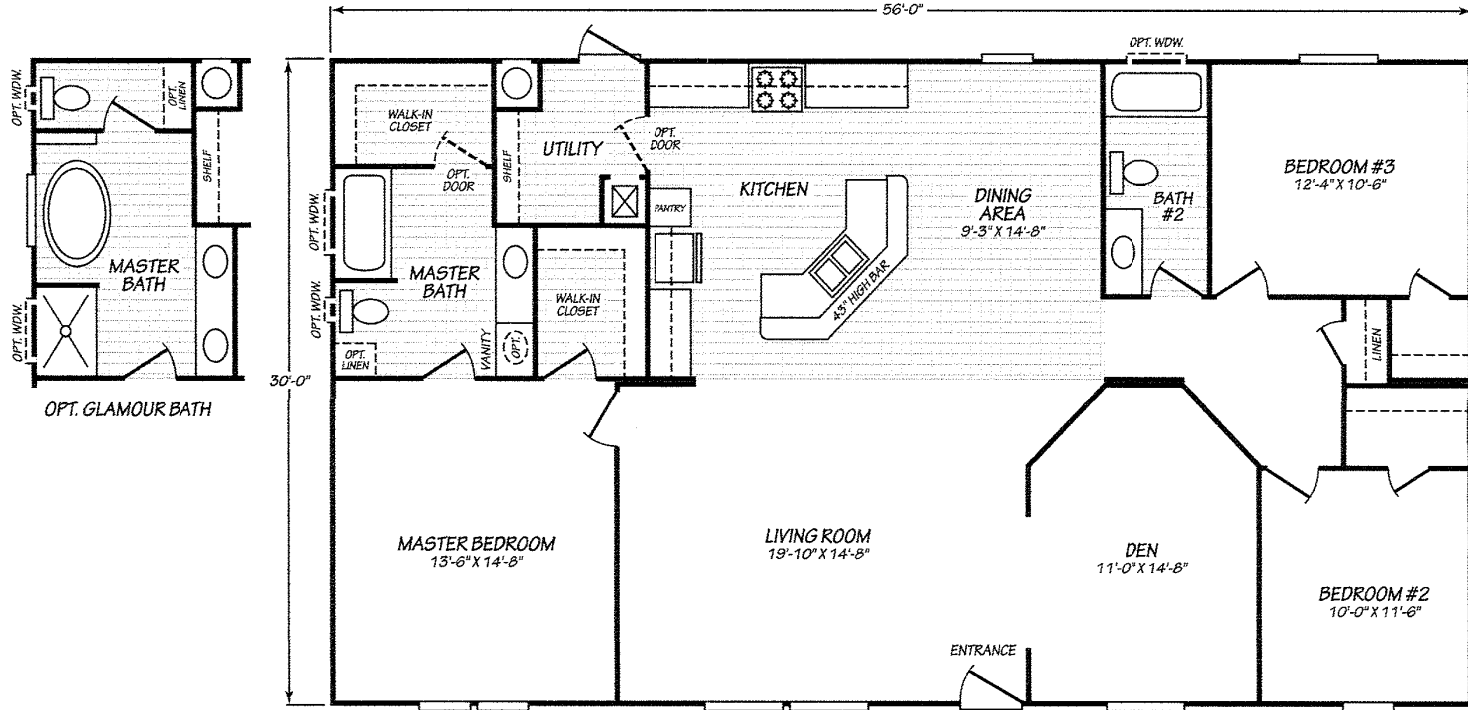 56'-0"
OPT. WDW.
OPT.
LINEN
SHELF
MASTER
BATH
OPT. WDW.
OPT. GLAMOUR BATH
30'-0"
WALK-IN
CLOSET
OPT.
DOOR
OPT. WDW.
OPT. WDW.
MASTER
BATH
OPT.
LINEN
VANITY
OPT.
SHELF
UTILITY
OPT.
DOOR
WALK-IN
CLOSET
PANTRY
KITCHEN
43" HIGH BAR
DINING
AREA
9'-3" X 14'-8"
OPT. WDW.
BATH
#2
BEDROOM #3
12'-4" X 10'-6"
LINEN
MASTER BEDROOM
13'-6" X 14'-8"
LIVING ROOM
19'-10" X 14'-8"
ENTRANCE
DEN
11'-0" X 14'-8"
BEDROOM #2
10'-0" X 11'-6"